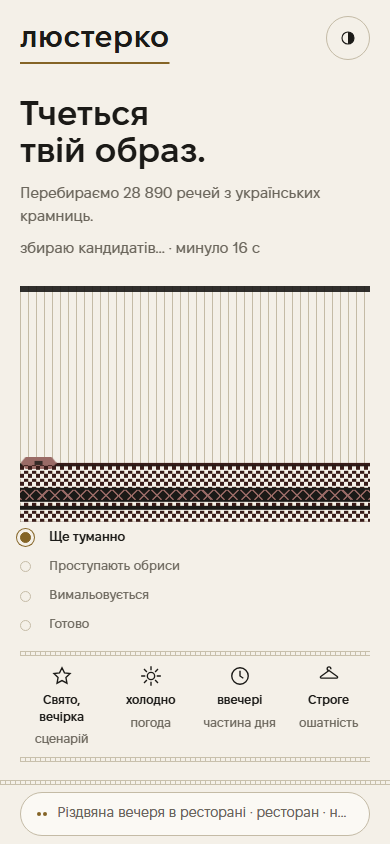 люстерко
Тчеться
твій образ.
Перебираємо 28 890 речей з українських
крамниць.
збираю кандидатів... · минуло 16 с
Ще туманно
Проступають обриси
Вимальовується
Готово
Свято,
вечірка
сценарій
холодно
погода
ввечері
частина дня
Строге
ошатність
Різдвяна вечеря в ресторані · ресторан · н...